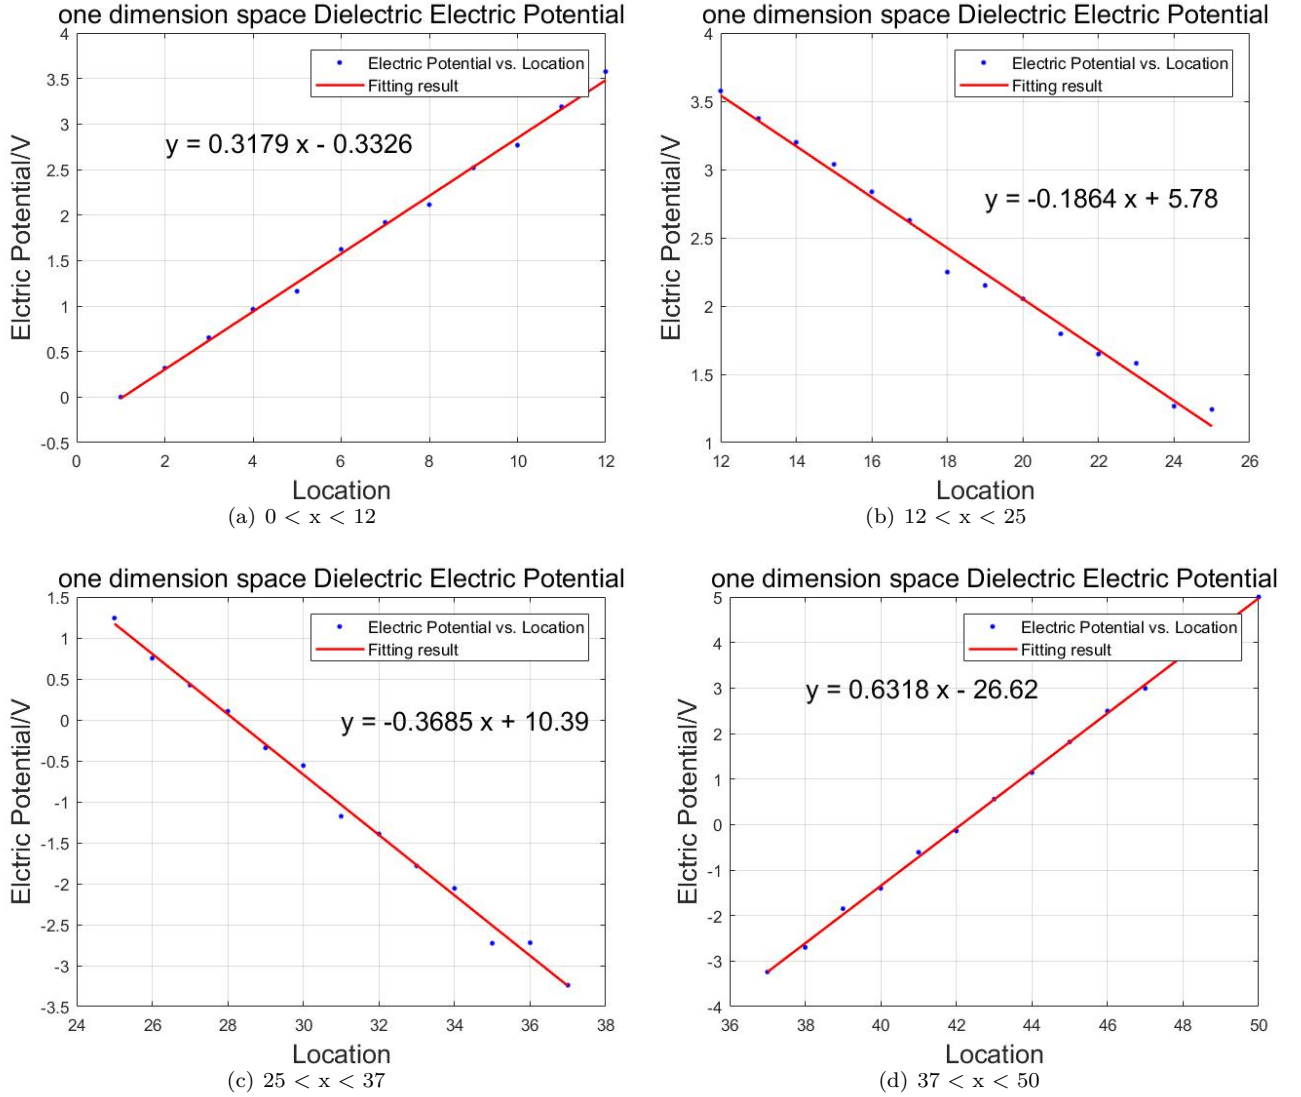 one dimension space Dielectric Electric Potential
4
3.5
3
2.5
2
1.5
1
0.5
0
-0.5
Elctric Potential/V
Electric Potential vs. Location
Fitting result
y = 0.3179 x - 0.3326
0 2 4 6 8 10 12
Location
(a) 0 < x < 12
one dimension space Dielectric Electric Potential
4
3.5
3
2.5
2
1.5
1
Elctric Potential/V
Electric Potential vs. Location
Fitting result
y = -0.1864 x + 5.78
12 14 16 18 20 22 24 26
Location
(b) 12 < x < 25
one dimension space Dielectric Electric Potential
1.5
1
0.5
0
-0.5
-1
-1.5
-2
-2.5
-3
-3.5
Elctric Potential/V
Electric Potential vs. Location
Fitting result
y = -0.3685 x + 10.39
24 26 28 30 32 34 36 38
Location
(c) 25 < x < 37
one dimension space Dielectric Electric Potential
5
4
3
2
1
0
-1
-2
-3
-4
Elctric Potential/V
Electric Potential vs. Location
Fitting result
y = 0.6318 x - 26.62
36 38 40 42 44 46 48 50
Location
(d) 37 < x < 50